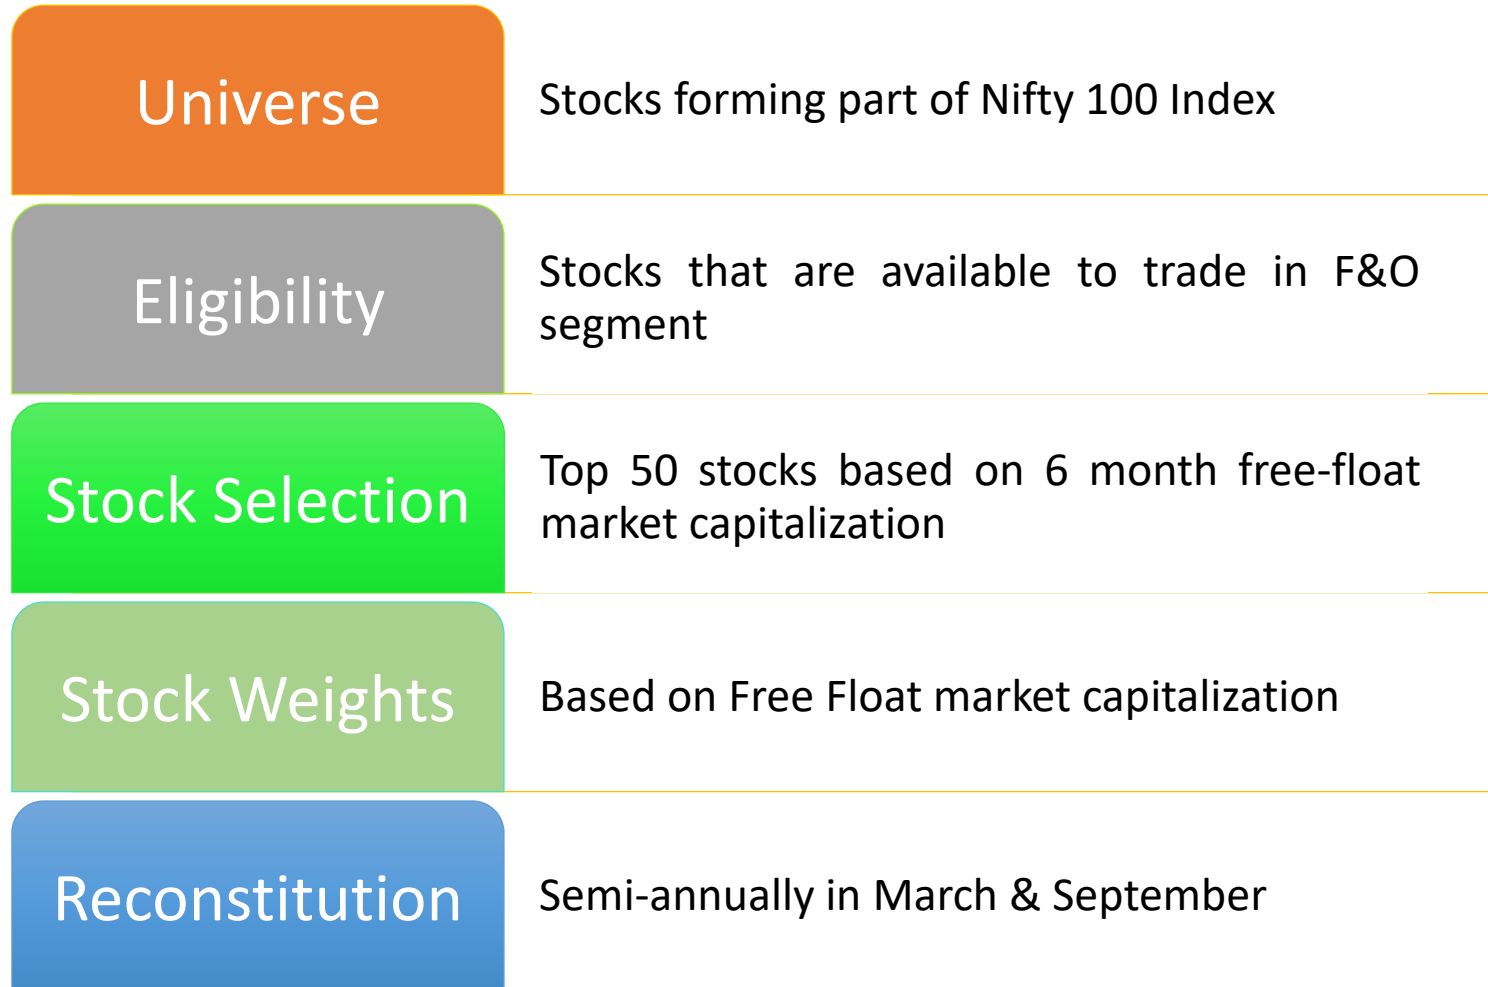 Universe
Stocks forming part of Nifty 100 Index
Eligibility
Stocks that are available to trade in F&O
segment
Stock Selection
Top 50 stocks based on 6 month free-float
market capitalization
Stock Weights
Based on Free Float market capitalization
Reconstitution
Semi-annually in March & September